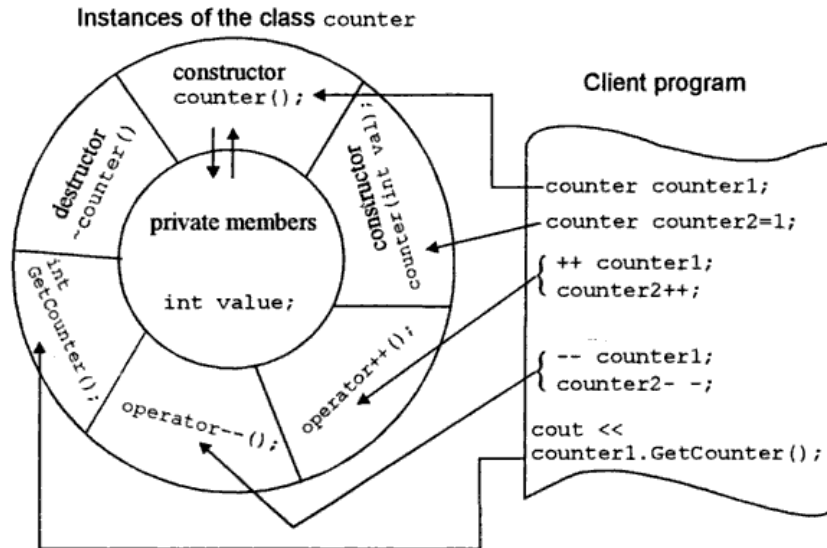 Instances of the class counter
constructor
counter();
constructor
counter(int val);
destructor
~counter()
private members
int value;
int
GetCounter();
operator--();
operator++();
Client program
counter counter1;
counter counter2=1;
{ ++ counter1;
{ counter2++;
{ -- counter1;
{ counter2- -;
cout <<
counter1.GetCounter();